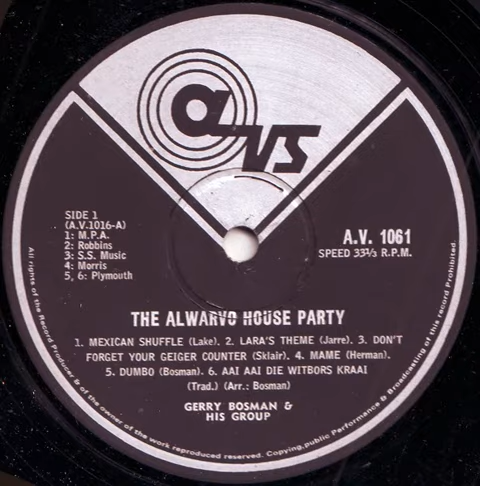 avs
SIDE 1
(A.V.1016-A)
1: M.P.A.
2: Robbins
3: S.S. Music
4: Morris
5, 6: Plymouth
A.V. 1061
SPEED 33⅓ R.P.M.
THE ALWARVO HOUSE PARTY
1. MEXICAN SHUFFLE (Lake). 2. LARA'S THEME (Jarre). 3. DON'T
FORGET YOUR GEIGER COUNTER (Sklair). 4. MAME (Herman).
5. DUMBO (Bosman). 6. AAI AAI DIE WITBORS KRAAI
(Trad.) (Arr.: Bosman)
GERRY BOSMAN &
HIS GROUP
All rights of the Record Producer & of the owner of the work reproduced reserved. Copying, public Performance & Broadcasting of this record Prohibited.